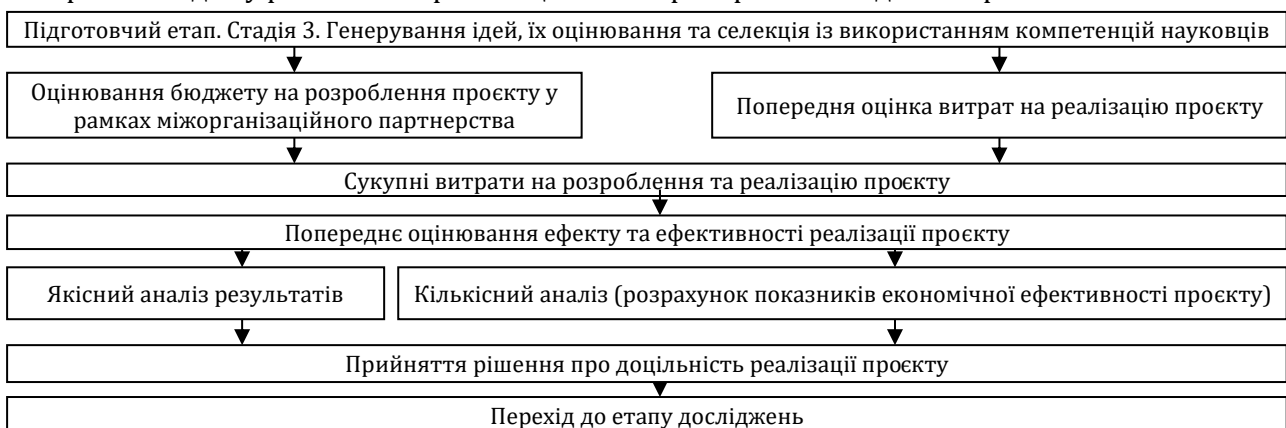 Підготовчий етап. Стадія 3. Генерування ідей, їх оцінювання та селекція із використанням компетенцій науковців
Оцінювання бюджету на розроблення проєкту у
рамках міжорганізаційного партнерства
Попередня оцінка витрат на реалізацію проєкту
Сукупні витрати на розроблення та реалізацію проєкту
Попереднє оцінювання ефекту та ефективності реалізації проєкту
Якісний аналіз результатів
Кількісний аналіз (розрахунок показників економічної ефективності проєкту)
Прийняття рішення про доцільність реалізації проєкту
Перехід до етапу досліджень